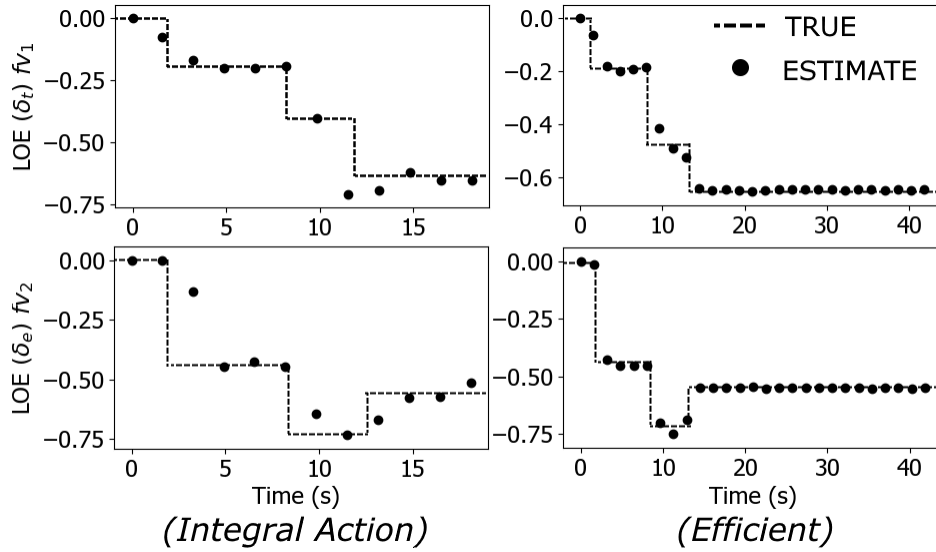 LOE (δt) fv1
0.00
−0.25
−0.50
−0.75
0 5 10 15
0.0
−0.2
−0.4
−0.6
0 10 20 30 40
TRUE
ESTIMATE
LOE (δe) fv2
0.00
−0.25
−0.50
−0.75
0 5 10 15
Time (s)
(Integral Action)
0.00
−0.25
−0.50
−0.75
0 10 20 30 40
Time (s)
(Efficient)